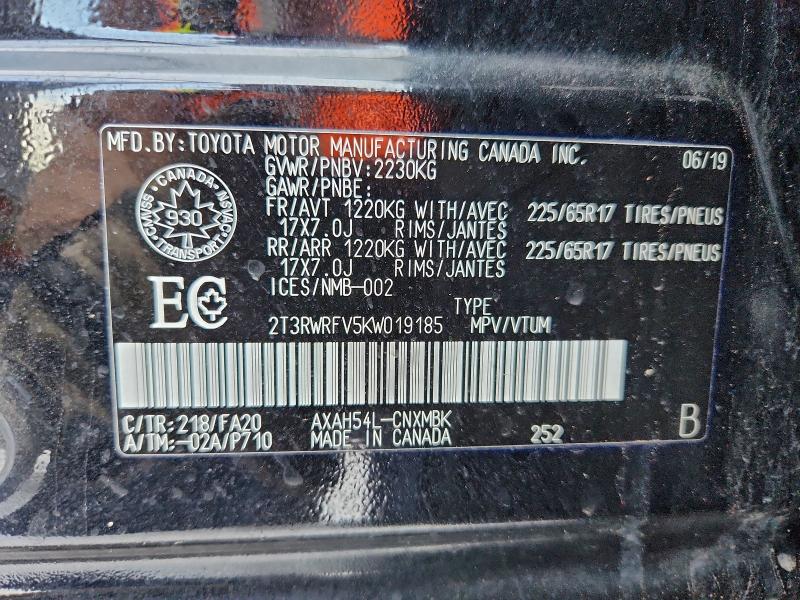 MFD.BY:TOYOTA MOTOR MANUFACTURING CANADA INC. 06/19
GVWR/PNBV:2230KG
GAWR/PNBE:
FR/AVT 1220KG WITH/AVEC 225/65R17 TIRES/PNEUS
17X7.0J RIMS/JANTES
RR/ARR 1220KG WITH/AVEC 225/65R17 TIRES/PNEUS
17X7.0J RIMS/JANTES
ICES/NMB-002
CANADA
CMVSS
NSVAC
930
TRANSPORT
EC
TYPE
2T3RWRFV5KW019185 MPV/VTUM
C/TR:218/FA20 AXAH54L-CNXMBK
A/TM:-02A/P710 MADE IN CANADA 252 B